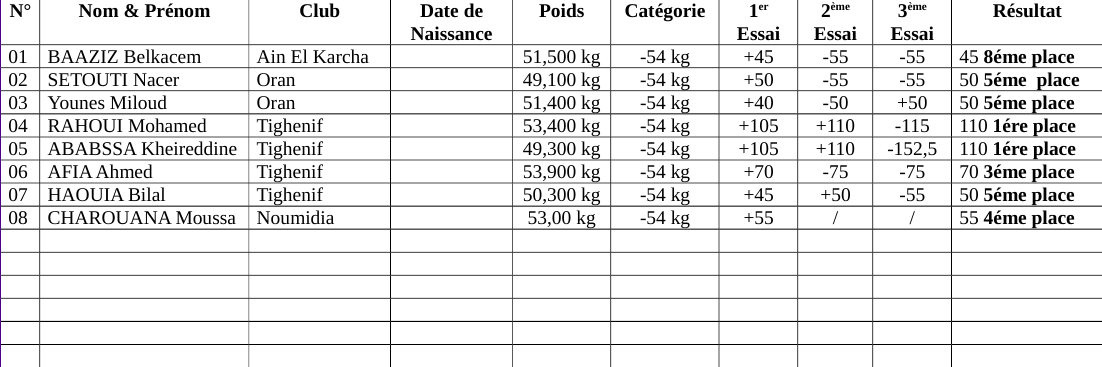 N° Nom & Prénom Club Date de Naissance Poids Catégorie 1er Essai 2ème Essai 3ème Essai Résultat
01 BAAZIZ Belkacem Ain El Karcha 51,500 kg -54 kg +45 -55 -55 45 8éme place
02 SETOUTI Nacer Oran 49,100 kg -54 kg +50 -55 -55 50 5éme place
03 Younes Miloud Oran 51,400 kg -54 kg +40 -50 +50 50 5éme place
04 RAHOUI Mohamed Tighenif 53,400 kg -54 kg +105 +110 -115 110 1ére place
05 ABABSSA Kheireddine Tighenif 49,300 kg -54 kg +105 +110 -152,5 110 1ére place
06 AFIA Ahmed Tighenif 53,900 kg -54 kg +70 -75 -75 70 3éme place
07 HAOUIA Bilal Tighenif 50,300 kg -54 kg +45 +50 -55 50 5éme place
08 CHAROUANA Moussa Noumidia 53,00 kg -54 kg +55 / / 55 4éme place